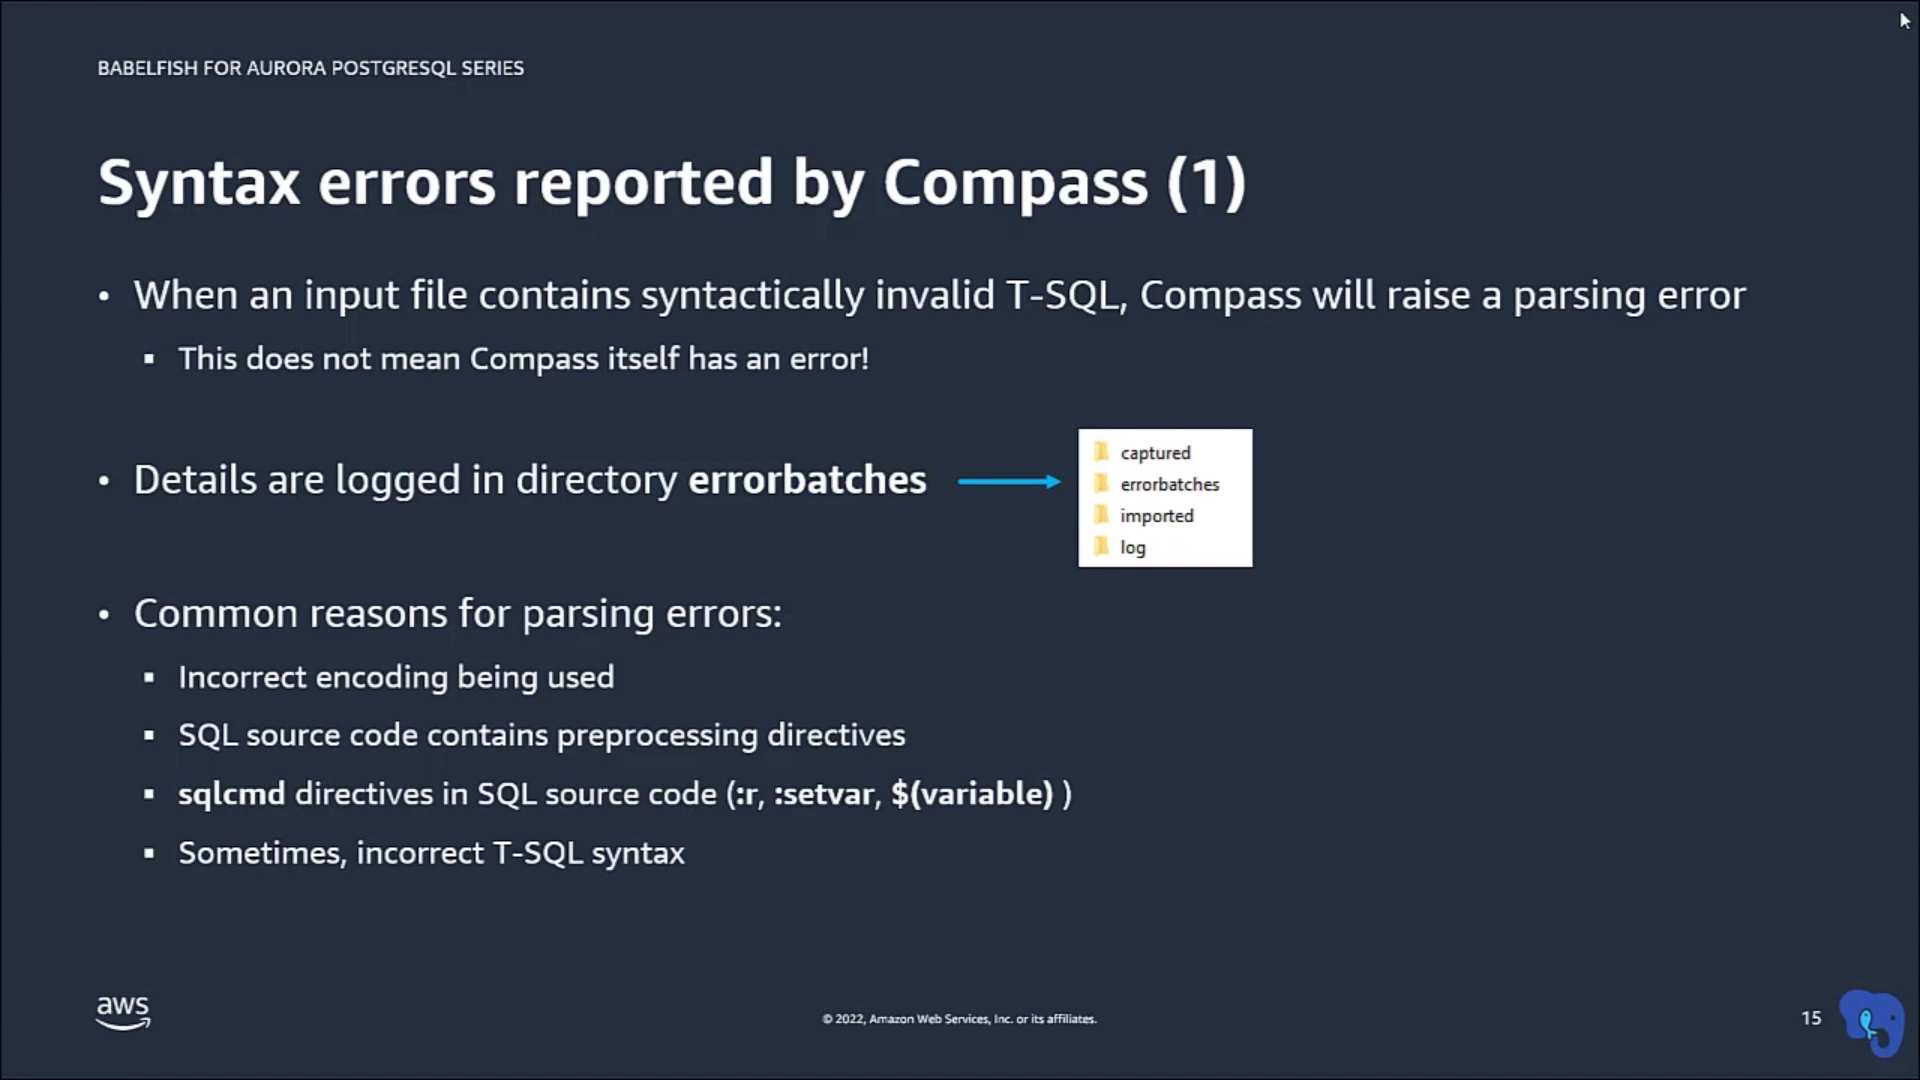 BABELFISH FOR AURORA POSTGRESQL SERIES
Syntax errors reported by Compass (1)
• When an input file contains syntactically invalid T-SQL, Compass will raise a parsing error
▪ This does not mean Compass itself has an error!
• Details are logged in directory errorbatches
captured
errorbatches
imported
log
• Common reasons for parsing errors:
▪ Incorrect encoding being used
▪ SQL source code contains preprocessing directives
▪ sqlcmd directives in SQL source code (:r, :setvar, $(variable) )
▪ Sometimes, incorrect T-SQL syntax
aws
© 2022, Amazon Web Services, Inc. or its affiliates.
15